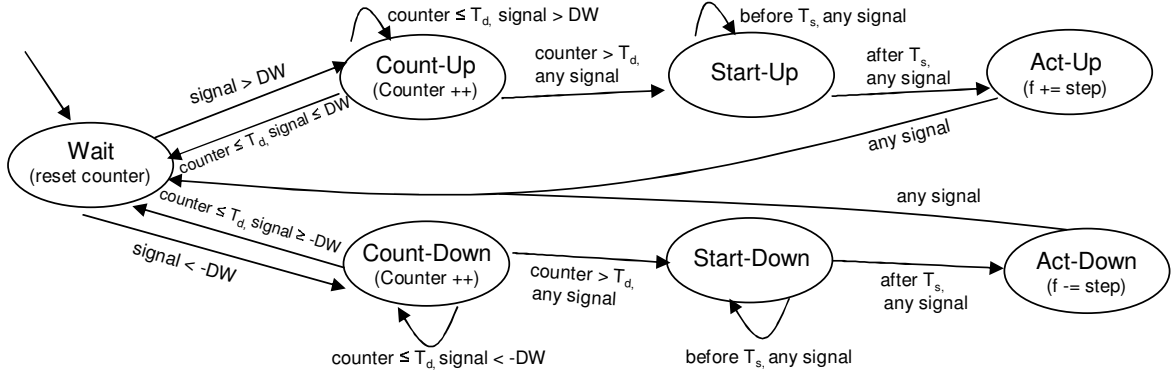 counter ≤ Td, signal > DW
before Ts, any signal
Count-Up
(Counter ++)
counter > Td,
any signal
Start-Up
after Ts,
any signal
Act-Up
(f += step)
signal > DW
counter ≤ Td, signal ≤ DW
any signal
Wait
(reset counter)
counter ≤ Td, signal ≥ -DW
any signal
signal < -DW
Count-Down
(Counter ++)
counter > Td,
any signal
Start-Down
after Ts,
any signal
Act-Down
(f -= step)
counter ≤ Td, signal < -DW
before Ts, any signal